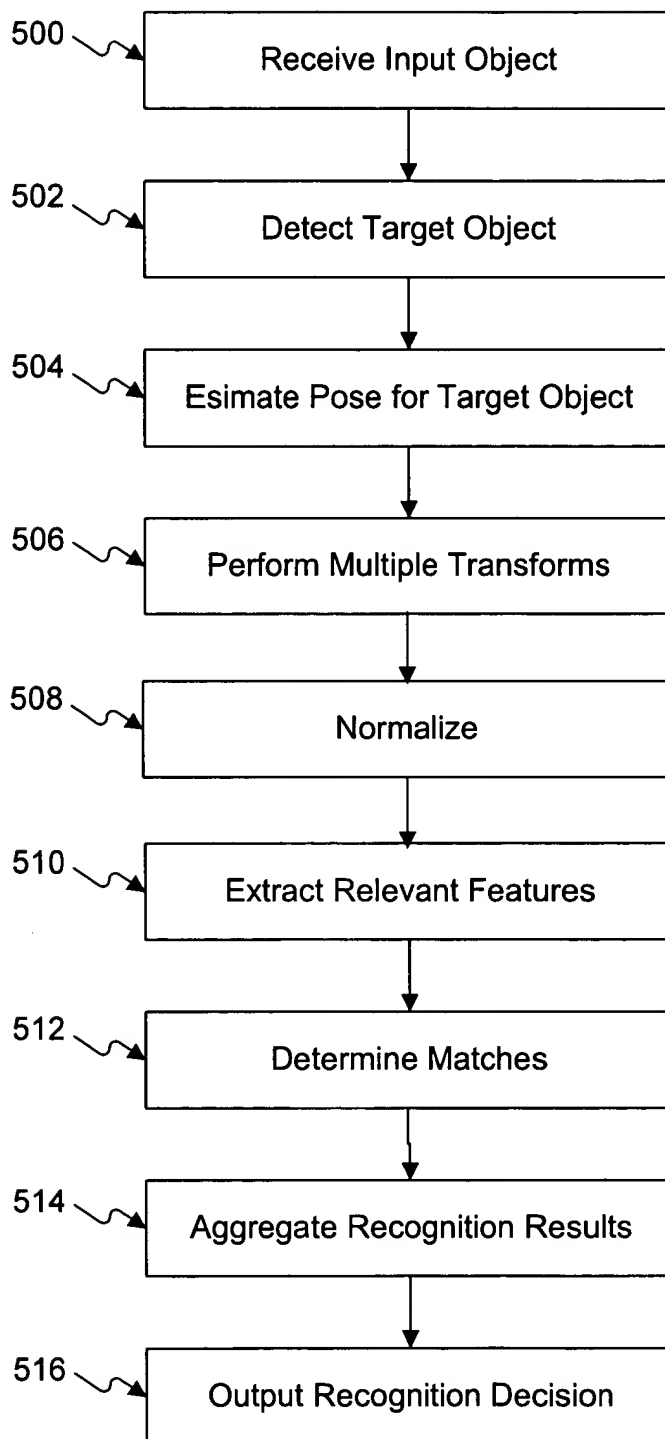 500
Receive Input Object
502
Detect Target Object
504
Esimate Pose for Target Object
506
Perform Multiple Transforms
508
Normalize
510
Extract Relevant Features
512
Determine Matches
514
Aggregate Recognition Results
516
Output Recognition Decision